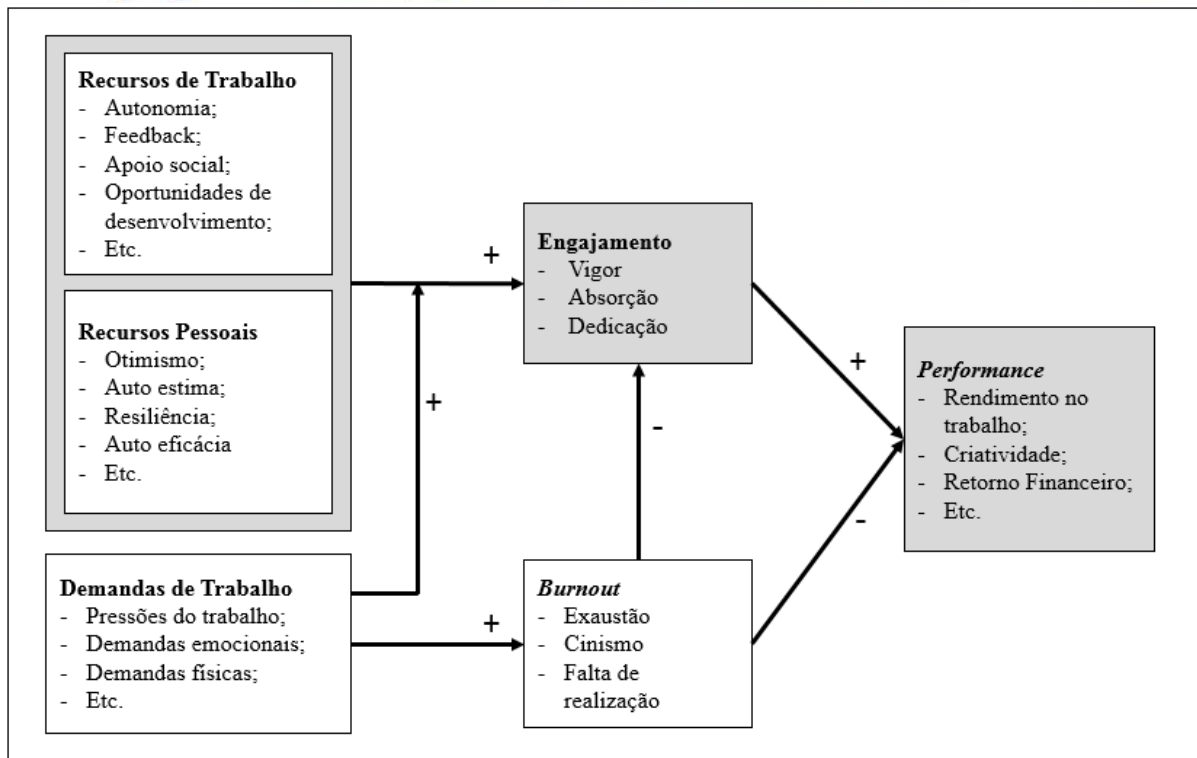 Recursos de Trabalho
- Autonomia;
- Feedback;
- Apoio social;
- Oportunidades de
desenvolvimento;
- Etc.
Recursos Pessoais
- Otimismo;
- Auto estima;
- Resiliência;
- Auto eficácia
- Etc.
Demandas de Trabalho
- Pressões do trabalho;
- Demandas emocionais;
- Demandas físicas;
- Etc.
+
+
+
Engajamento
- Vigor
- Absorção
- Dedicação
-
Burnout
- Exaustão
- Cinismo
- Falta de
realização
+
-
Performance
- Rendimento no
trabalho;
- Criatividade;
- Retorno Financeiro;
- Etc.